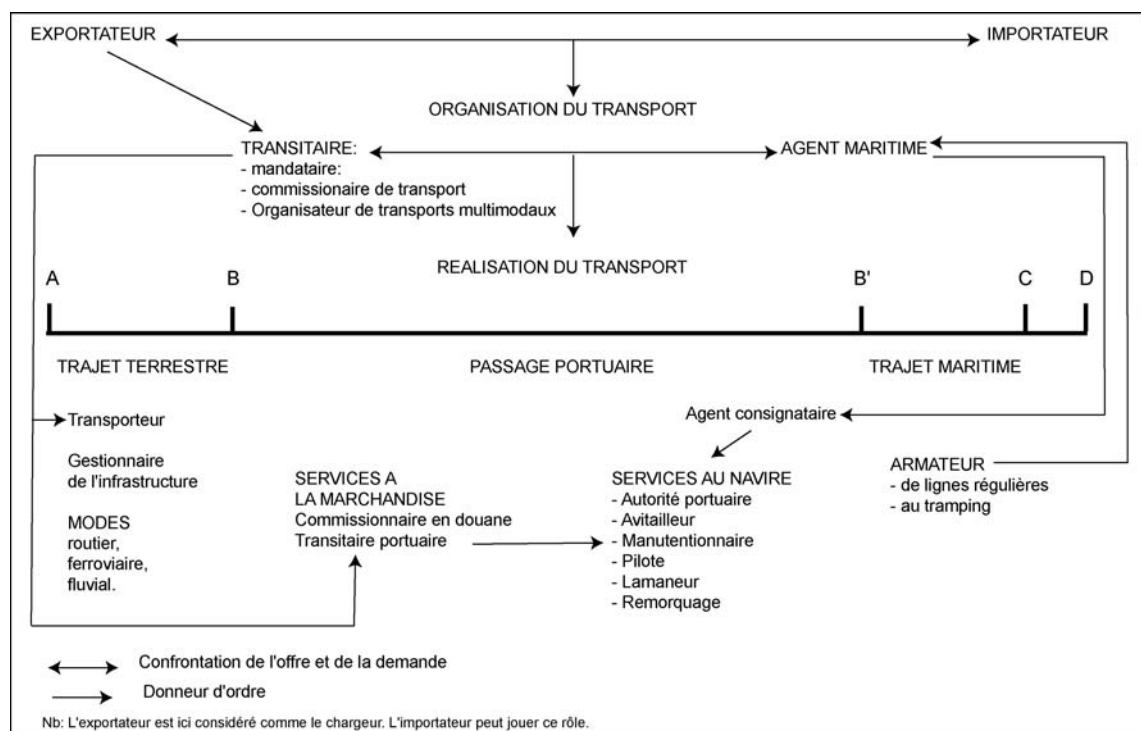 EXPORTATEUR
IMPORTATEUR
ORGANISATION DU TRANSPORT
TRANSITAIRE:
- mandataire:
- commissionaire de transport
- Organisateur de transports multimodaux
AGENT MARITIME
REALISATION DU TRANSPORT
A
B
B'
C
D
TRAJET TERRESTRE
PASSAGE PORTUAIRE
TRAJET MARITIME
Transporteur
Gestionnaire
de l'infrastructure
MODES
routier,
ferroviaire,
fluvial.
SERVICES A
LA MARCHANDISE
Commissionnaire en douane
Transitaire portuaire
Agent consignataire
SERVICES AU NAVIRE
- Autorité portuaire
- Avitailleur
- Manutentionnaire
- Pilote
- Lamaneur
- Remorquage
ARMATEUR
- de lignes régulières
- au tramping
Confrontation de l'offre et de la demande
Donneur d'ordre
Nb: L'exportateur est ici considéré comme le chargeur. L'importateur peut jouer ce rôle.